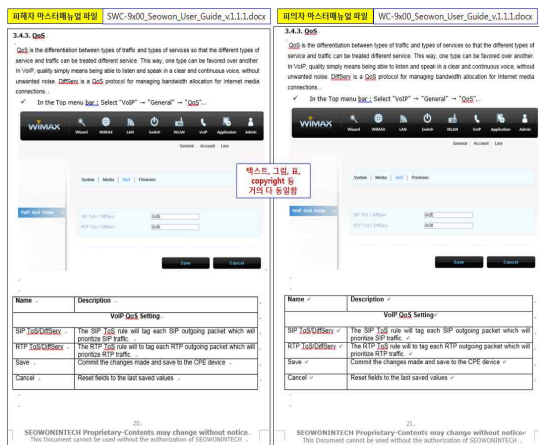 피해자 마스터매뉴얼 파일 SWC-9x00_Seowon_User_Guide_v.1.1.1.docx
3.4.3. QoS
QoS is the differentiation between types of traffic and types of services so that the different types of
service and traffic can be treated different service. This way, one type can be favored over another.
In VoIP, quality simply means being able to listen and speak in a clear and continuous voice, without
unwanted noise. DiffServ is a QoS protocol for managing bandwidth allocation for Internet media
connections.
✓ In the Top menu bar : Select "VoIP" → "General" → "QoS".
WiMAX
Wizard WiMAX LAN Switch WLAN VoIP Application Admin
General Account Line
System | Media | QoS | Provision
VoIP QoS Setup
SIP ToS / DiffServ
RTP ToS / DiffServ
Save Cancel
Name Description
VoIP QoS Setting
SIP ToS/DiffServ The SIP ToS rule will tag each SIP outgoing packet which will
prioritize SIP traffic.
RTP ToS/DiffServ The RTP ToS rule will to tag each RTP outgoing packet which will
prioritize RTP traffic.
Save Commit the changes made and save to the CPE device
Cancel Reset fields to the last saved values
20
SEOWONINTECH Proprietary-Contents may change without notice
This Document cannot be used without the authorization of SEOWONINTECH
텍스트, 그림, 표,
copyright 등
거의 다 동일함
피의자 마스터매뉴얼 파일 WC-9x00_User_Guide_v.1.1.1.docx
3.4.3. QoS
QoS is the differentiation between types of traffic and types of services so that the different types of
service and traffic can be treated different service. This way, one type can be favored over another.
In VoIP, quality simply means being able to listen and speak in a clear and continuous voice, without
unwanted noise. DiffServ is a QoS protocol for managing bandwidth allocation for Internet media
connections.
✓ In the Top menu bar : Select "VoIP" → "General" → "QoS".
WiMAX
Wizard WiMAX LAN Switch WLAN VoIP Application Admin
General Account Line
System | Media | QoS | Provision
VoIP QoS Setup
SIP ToS / DiffServ
RTP ToS / DiffServ
Save Cancel
Name Description
VoIP QoS Setting
SIP ToS/DiffServ The SIP ToS rule will tag each SIP outgoing packet which will
prioritize SIP traffic.
RTP ToS/DiffServ The RTP ToS rule will to tag each RTP outgoing packet which will
prioritize RTP traffic.
Save Commit the changes made and save to the CPE device
Cancel Reset fields to the last saved values
21
SEOWONINTECH Proprietary-Contents may change without notice
This Document cannot be used without the authorization of SEOWONINTECH